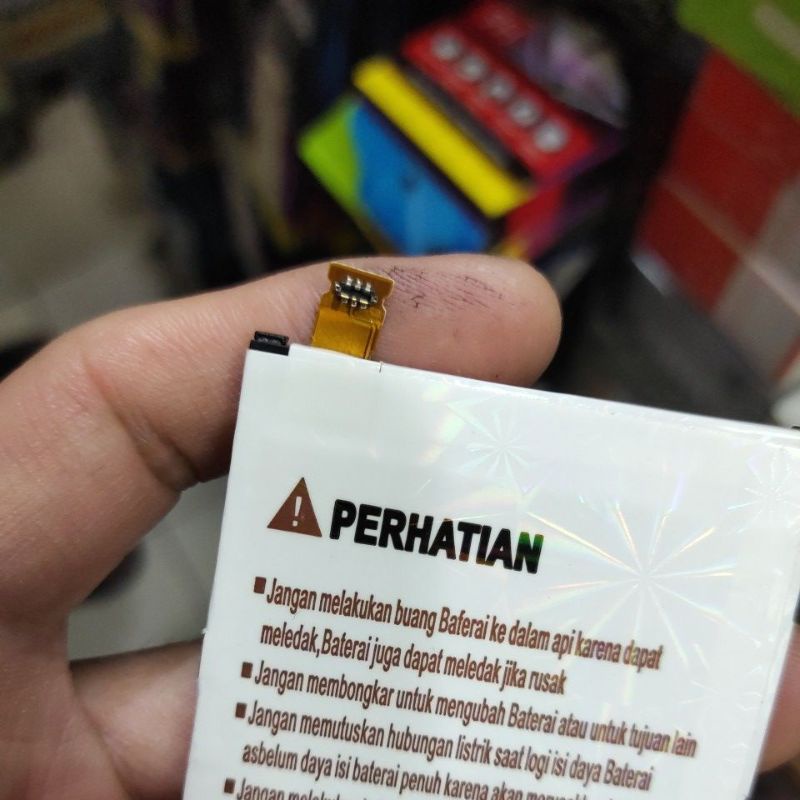 PERHATIAN
Jangan melakukan buang Baferai ke dalam api karena dapat
meledak,Baterai juga dapat meledak jika rusak
Jangan membongkar untuk mengubah Baterai atau untuk tujuan lain
Jangan memutuskan hubungan listrik saat logi isi daya Baterai
asbelum daya isi baterai penuh karena akan
Jangan